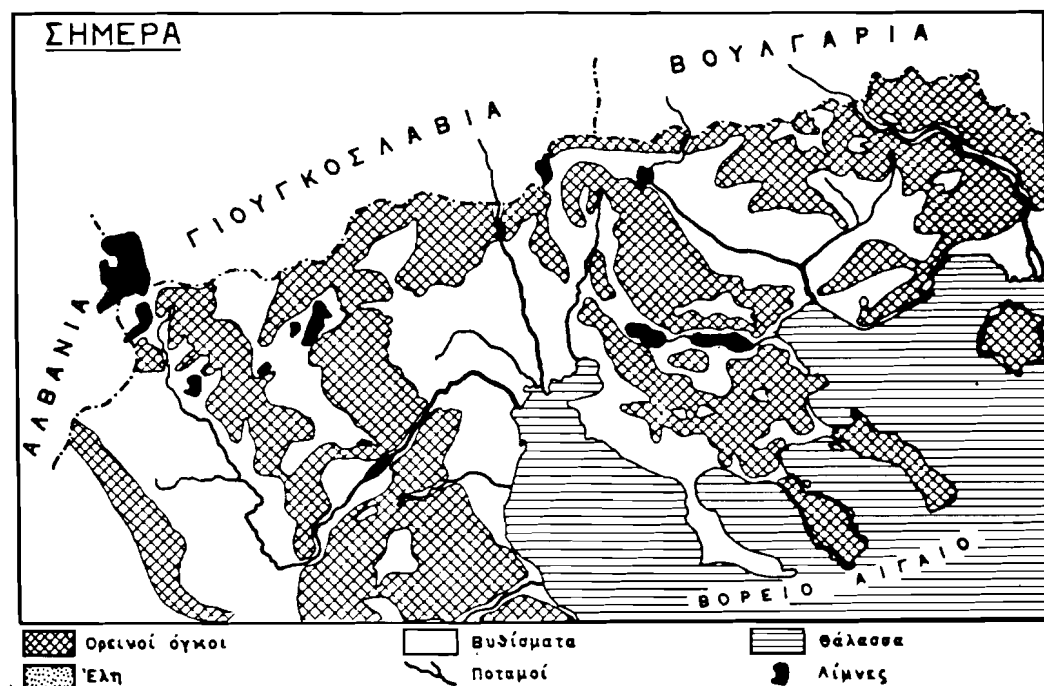 ΣΗΜΕΡΑ
ΒΟΥΛΓΑΡΙΑ
ΓΙΟΥΓΚΟΣΛΑΒΙΑ
ΑΛΒΑΝΙΑ
ΒΟΡΕΙΟ ΑΙΓΑΙΟ
Ορεινοί όγκοι
Βυθίσματα
Θάλασσα
Έλη
Ποταμοί
Λίμνες